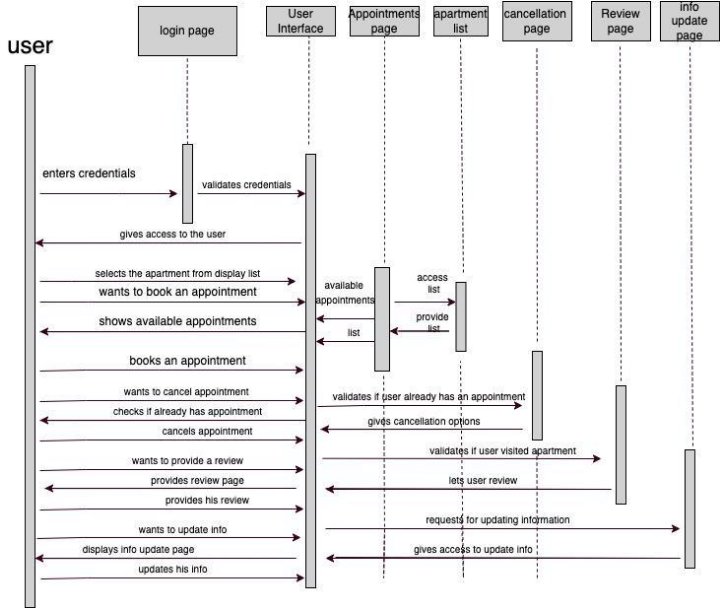 user
login page
User
Interface
Appointments
page
apartment
list
cancellation
page
Review
page
info
update
page
enters credentials
validates credentials
gives access to the user
selects the apartment from display list
wants to book an appointment
available
appointments
access
list
shows available appointments
list
provide
list
books an appointment
wants to cancel appointment
validates if user already has an appointment
checks if already has appointment
gives cancellation options
cancels appointment
validates if user visited apartment
wants to provide a review
provides review page
lets user review
provides his review
requests for updating information
wants to update info
displays info update page
gives access to update info
updates his info